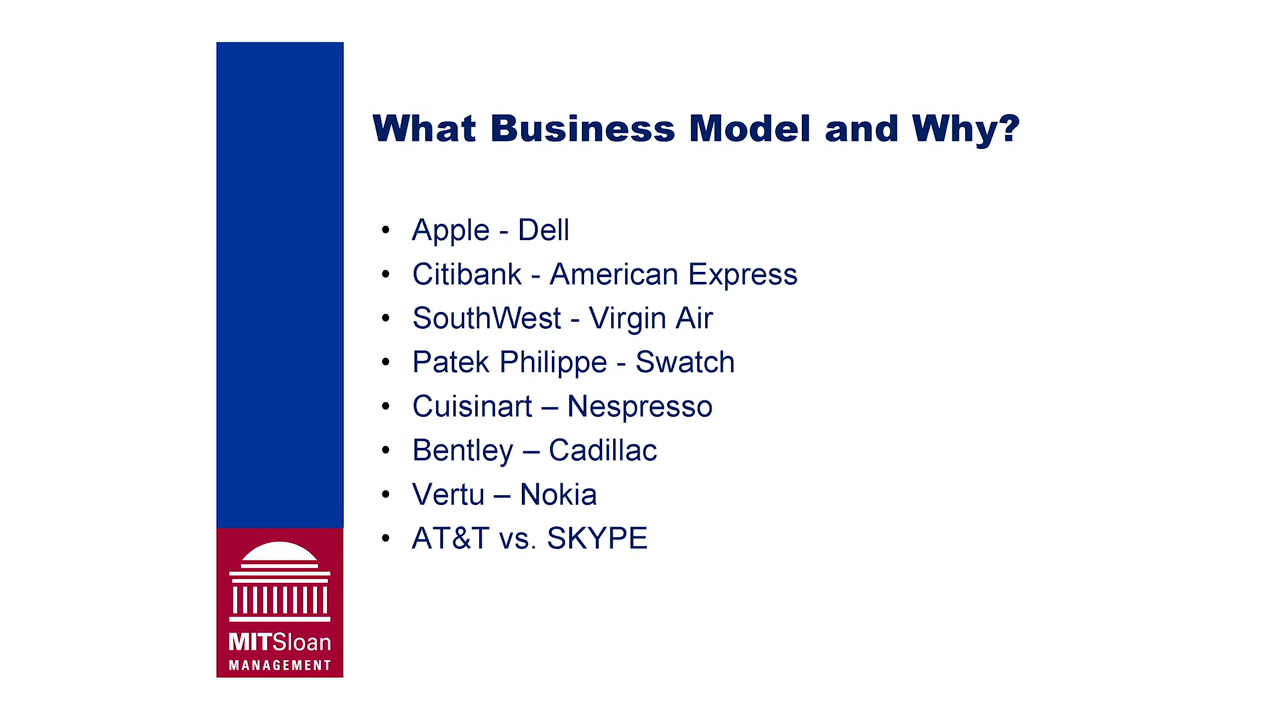 What Business Model and Why?
• Apple - Dell
• Citibank - American Express
• SouthWest - Virgin Air
• Patek Philippe - Swatch
• Cuisinart – Nespresso
• Bentley – Cadillac
• Vertu – Nokia
• AT&T vs. SKYPE
MITSloan
MANAGEMENT